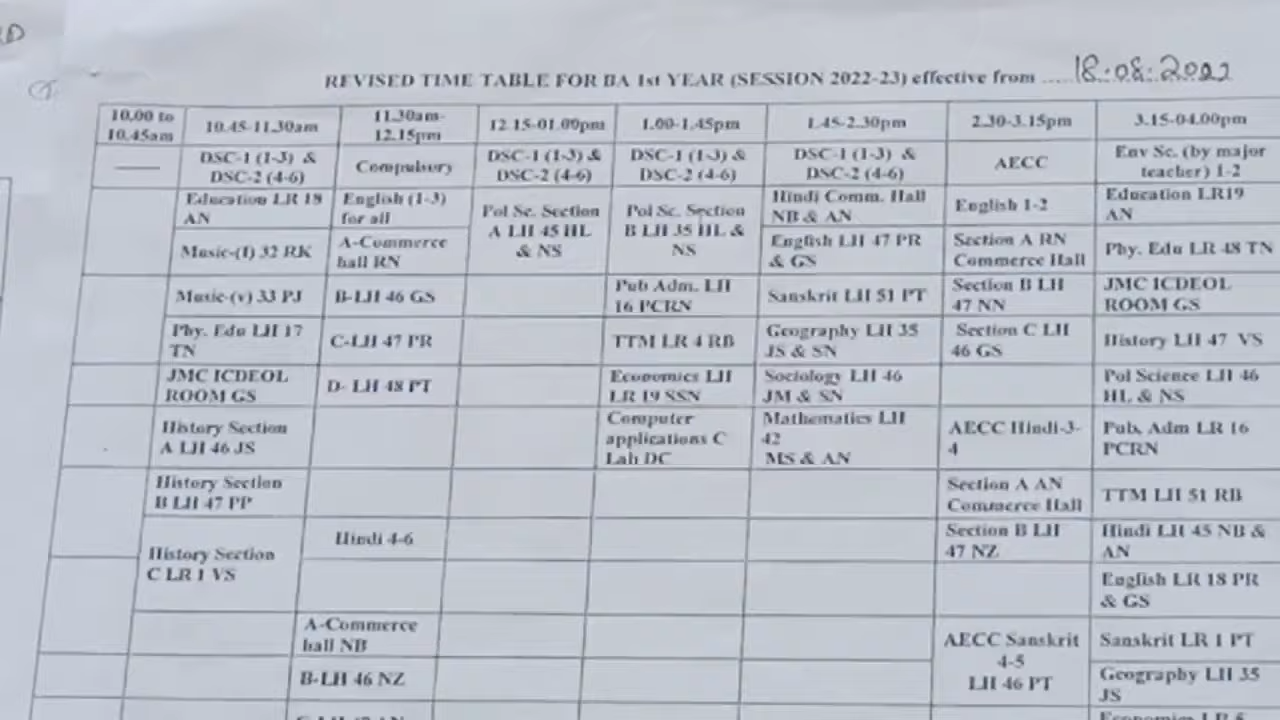 REVISED TIME TABLE FOR BA 1st YEAR (SESSION 2022-23) effective from ..... 18.08.2022
10.00 to
10.45am
10.45-11.30am
11.30am-
12.15pm
12.15-01.00pm
1.00-1.45pm
1.45-2.30pm
2.30-3.15pm
3.15-04.00pm
DSC-1 (1-3) &
DSC-2 (4-6)
Compulsory
DSC-1 (1-3) &
DSC-2 (4-6)
DSC-1 (1-3) &
DSC-2 (4-6)
DSC-1 (1-3) &
DSC-2 (4-6)
AECC
Env Sc. (by major
teacher) 1-2
Education LR 18
AN
English (1-3)
for all
Pol Sc. Section
A LH 45 HL
& NS
Pol Sc. Section
B LH 35 HL &
NS
Hindi Comm. Hall
NB & AN
English 1-2
Education LR19
AN
Music-(I) 32 RK
A-Commerce
hall RN
English LH 47 PR
& GS
Section A RN
Commerce Hall
Phy. Edu LR 48 TN
Music-(v) 33 PJ
B-LH 46 GS
Pub Adm. LH
16 PCRN
Sanskrit LH 51 PT
Section B LH
47 NN
JMC ICDEOL
ROOM GS
Phy. Edu LH 17
TN
C-LH 47 PR
TTM LR 4 RB
Geography LH 35
JS & SN
Section C LH
46 GS
History LH 47 VS
JMC ICDEOL
ROOM GS
D- LH 48 PT
Economics LH
LR 19 SSN
Sociology LH 46
JM & SN
Pol Science LH 46
HL & NS
History Section
A LH 46 JS
Computer
applications C
Lab DC
Mathematics LH
42
MS & AN
AECC Hindi-3-
4
Pub. Adm LR 16
PCRN
History Section
B LH 47 PP
Section A AN
Commerce Hall
TTM LH 51 RB
History Section
C LR 1 VS
Hindi 4-6
Section B LH
47 NZ
Hindi LH 45 NB &
AN
English LR 18 PR
& GS
A-Commerce
hall NB
AECC Sanskrit
4-5
LH 46 PT
Sanskrit LR 1 PT
B-LH 46 NZ
Geography LH 35
JS